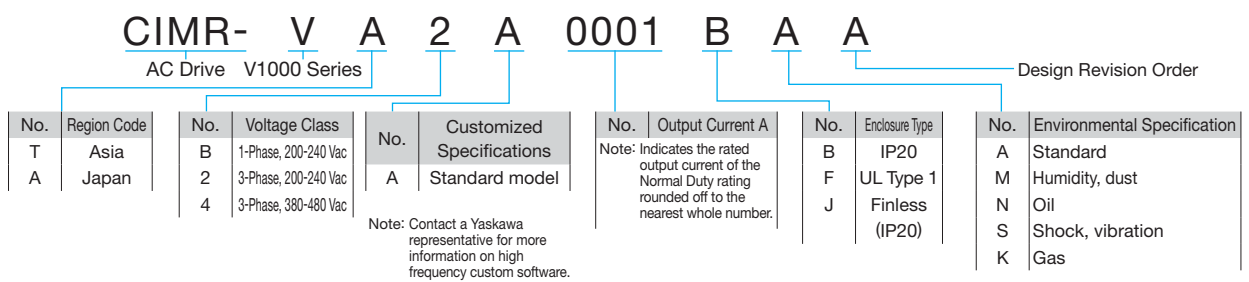 CIMR- V A 2 A 0001 B A A
AC Drive V1000 Series
Design Revision Order
No. Region Code
T Asia
A Japan
No. Voltage Class
B 1-Phase, 200-240 Vac
2 3-Phase, 200-240 Vac
4 3-Phase, 380-480 Vac
No. Customized
Specifications
A Standard model
Note: Contact a Yaskawa
representative for more
information on high
frequency custom software.
No. Output Current A
Note: Indicates the rated
output current of the
Normal Duty rating
rounded off to the
nearest whole number.
No. Enclosure Type
B IP20
F UL Type 1
J Finless
(IP20)
No. Environmental Specification
A Standard
M Humidity, dust
N Oil
S Shock, vibration
K Gas